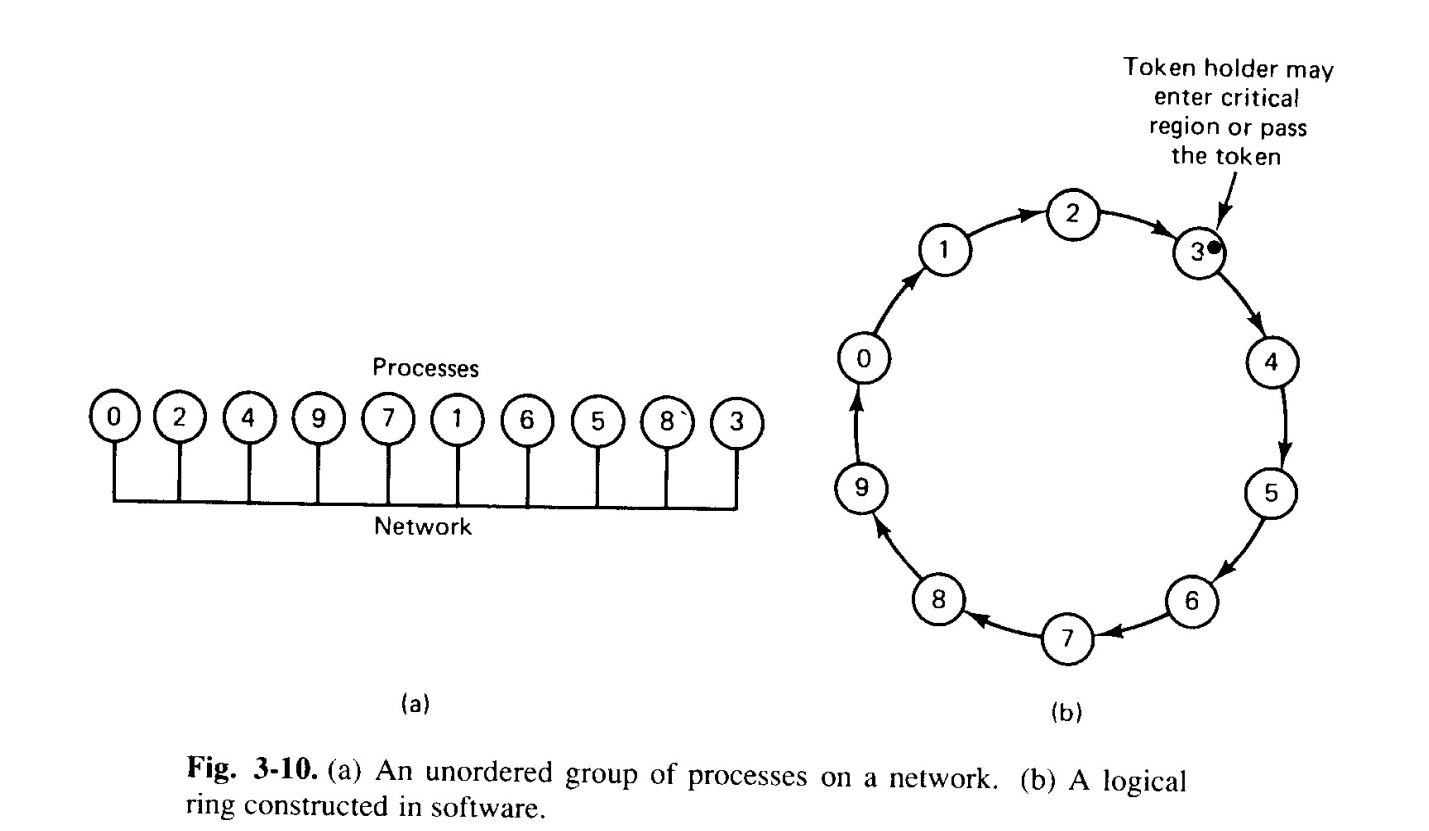 Token holder may
enter critical
region or pass
the token
2
1
3
0
4
Processes
0 2 4 9 7 1 6 5 8 3
9
5
Network
8
6
7
(a)
(b)
Fig. 3-10. (a) An unordered group of processes on a network. (b) A logical
ring constructed in software.